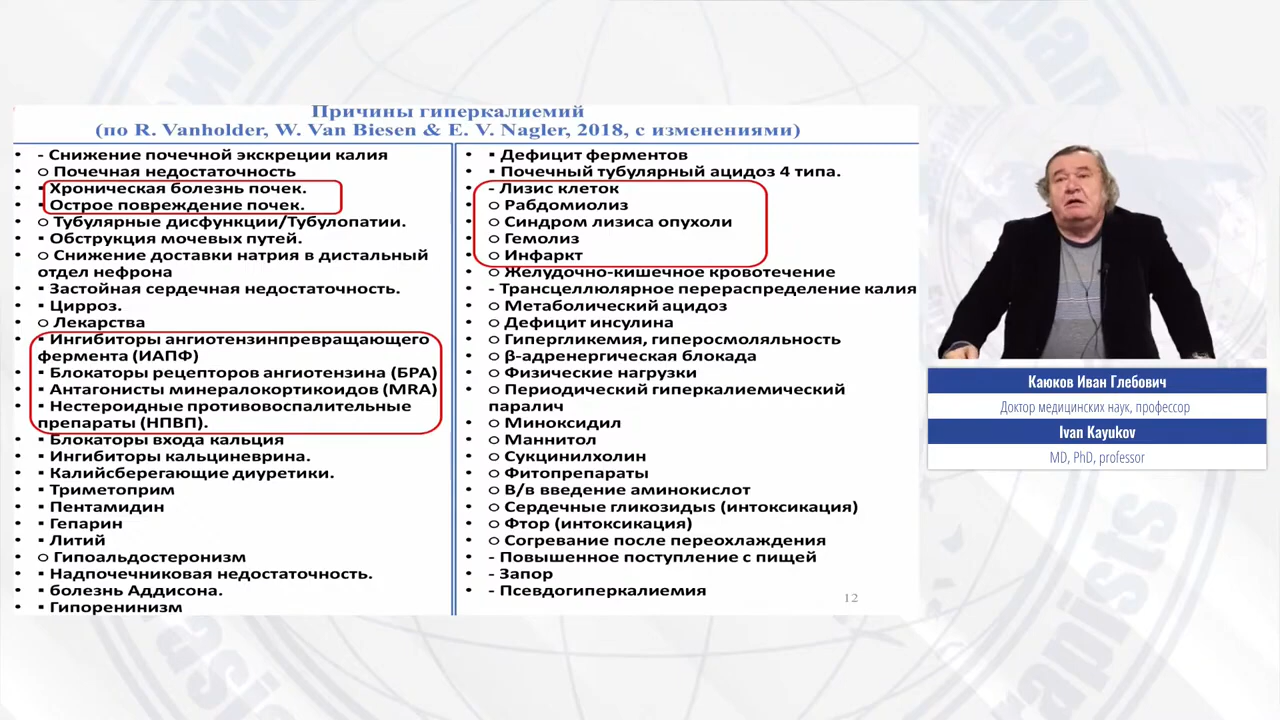 Причины гиперкалиемий
(по R. Vanholder, W. Van Biesen & E. V. Nagler, 2018, с изменениями)
• - Снижение почечной экскреции калия
• o Почечная недостаточность
• ▪ Хроническая болезнь почек.
• ▪ Острое повреждение почек.
• o Тубулярные дисфункции/Тубулопатии.
• ▪ Обструкция мочевых путей.
• o Снижение доставки натрия в дистальный
отдел нефрона
• ▪ Застойная сердечная недостаточность.
• ▪ Цирроз.
• o Лекарства
• ▪ Ингибиторы ангиотензинпревращающего
фермента (ИАПФ)
• ▪ Блокаторы рецепторов ангиотензина (БРА)
• ▪ Антагонисты минералокортикоидов (MRA)
• ▪ Нестероидные противовоспалительные
препараты (НПВП).
• ▪ Блокаторы входа кальция
• ▪ Ингибиторы кальциневрина.
• ▪ Калийсберегающие диуретики.
• ▪ Триметоприм
• ▪ Пентамидин
• ▪ Гепарин
• ▪ Литий
• o Гипоальдостеронизм
• ▪ Надпочечниковая недостаточность.
• ▪ болезнь Аддисона.
• ▪ Гипоренинизм
• ▪ Дефицит ферментов
• ▪ Почечный тубулярный ацидоз 4 типа.
• - Лизис клеток
• o Рабдомиолиз
• o Синдром лизиса опухоли
• o Гемолиз
• o Инфаркт
• o Желудочно-кишечное кровотечение
• - Трансцеллюлярное перераспределение калия
• o Метаболический ацидоз
• o Дефицит инсулина
• o Гипергликемия, гиперосмоляльность
• o β-адренергическая блокада
• o Физические нагрузки
• o Периодический гиперкалиемический
паралич
• o Миноксидил
• o Маннитол
• o Сукцинилхолин
• o Фитопрепараты
• o В/в введение аминокислот
• o Сердечные гликозидыs (интоксикация)
• o Фтор (интоксикация)
• o Согревание после переохлаждения
• - Повышенное поступление с пищей
• - Запор
• - Псевдогиперкалиемия
12
Каюков Иван Глебович
Доктор медицинских наук, профессор
Ivan Kayukov
MD, PhD, professor